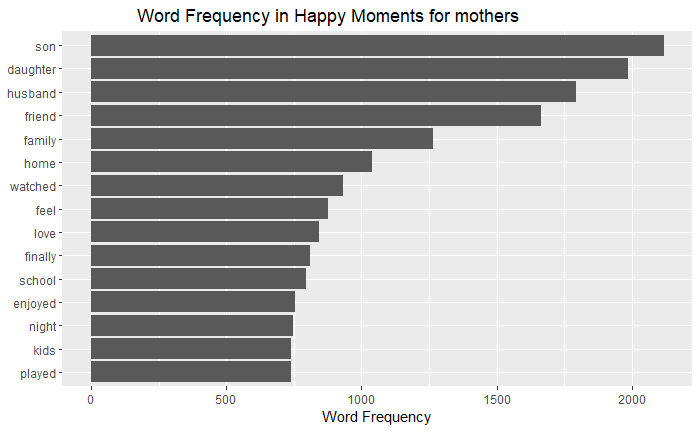 Word Frequency in Happy Moments for mothers
son
daughter
husband
friend
family
home
watched
feel
love
finally
school
enjoyed
night
kids
played
0 500 1000 1500 2000
Word Frequency